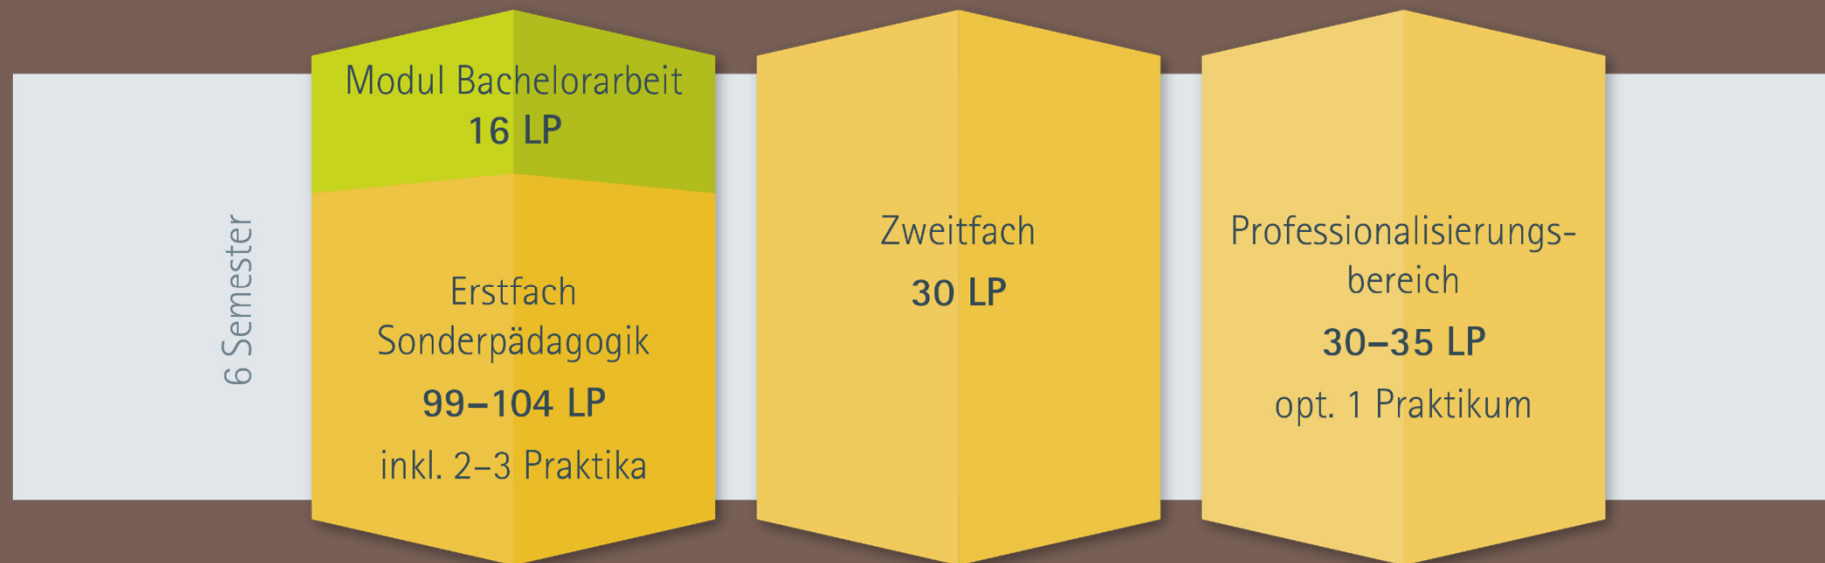 6 Semester
Modul Bachelorarbeit
16 LP
Erstfach
Sonderpädagogik
99–104 LP
inkl. 2–3 Praktika
Zweitfach
30 LP
Professionalisierungs-
bereich
30–35 LP
opt. 1 Praktikum